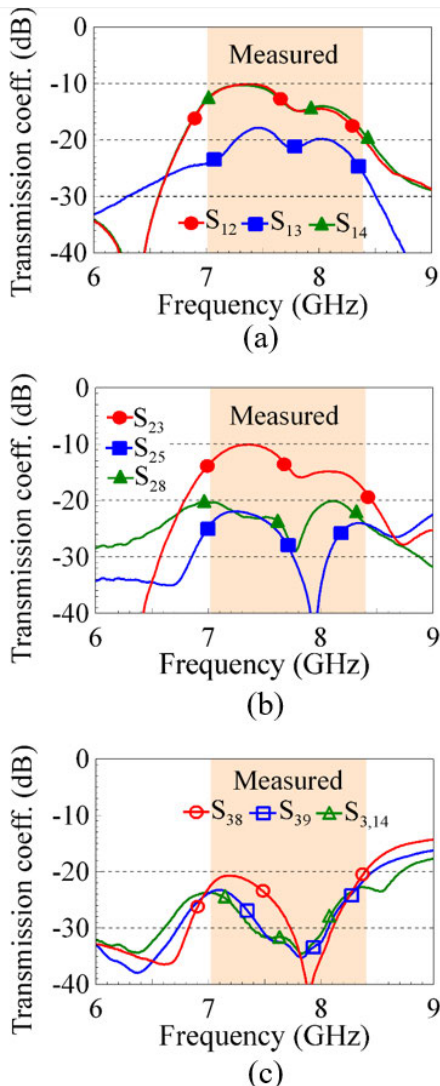 Transmission coeff. (dB)
0
-10
-20
-30
-40
Measured
S12 S13 S14
6 7 8 9
Frequency (GHz)
(a)
Transmission coeff. (dB)
0
-10
-20
-30
-40
Measured
S23
S25
S28
6 7 8 9
Frequency (GHz)
(b)
Transmission coeff. (dB)
0
-10
-20
-30
-40
Measured
S38 S39 S3,14
6 7 8 9
Frequency (GHz)
(c)